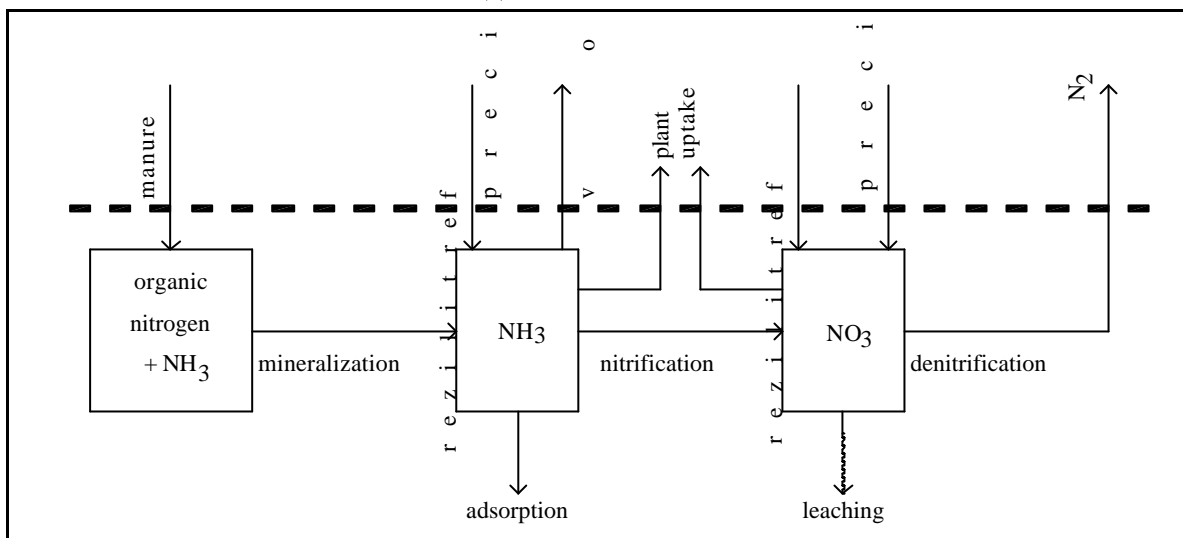 manure
f e r t i l i z e r
p r e c i
v o
plant
uptake
f e r t i l i z e r
p r e c i
N2
organic
nitrogen
+ NH3
mineralization
NH3
nitrification
NO3
denitrification
adsorption
leaching